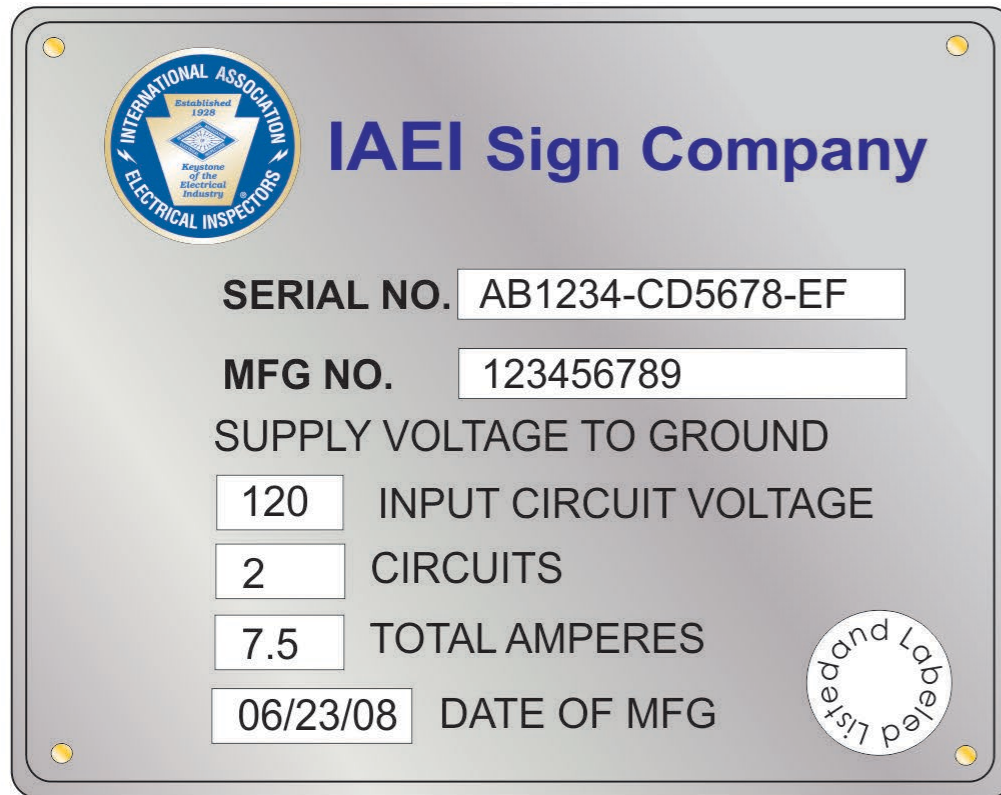 INTERNATIONAL ASSOCIATION
ELECTRICAL INSPECTORS
Established
1928
Keystone
of the
Electrical
Industry
®
IAEI Sign Company
SERIAL NO. AB1234-CD5678-EF
MFG NO. 123456789
SUPPLY VOLTAGE TO GROUND
120 INPUT CIRCUIT VOLTAGE
2 CIRCUITS
7.5 TOTAL AMPERES
06/23/08 DATE OF MFG
Listedand Labeled